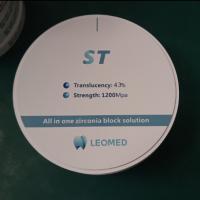 ST
Translucency: 43%
Strength: 1200Mpa
All in one zirconia block solution
LEOMED